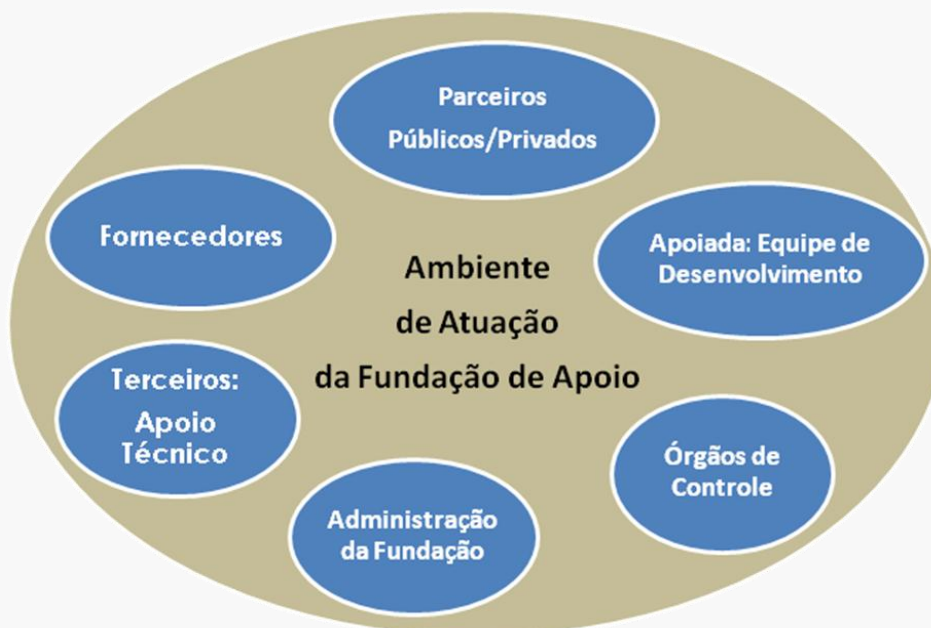 Parceiros
Públicos/Privados
Fornecedores
Apoiada: Equipe de
Desenvolvimento
Ambiente
de Atuação
da Fundação de Apoio
Terceiros:
Apoio
Técnico
Órgãos de
Controle
Administração
da Fundação